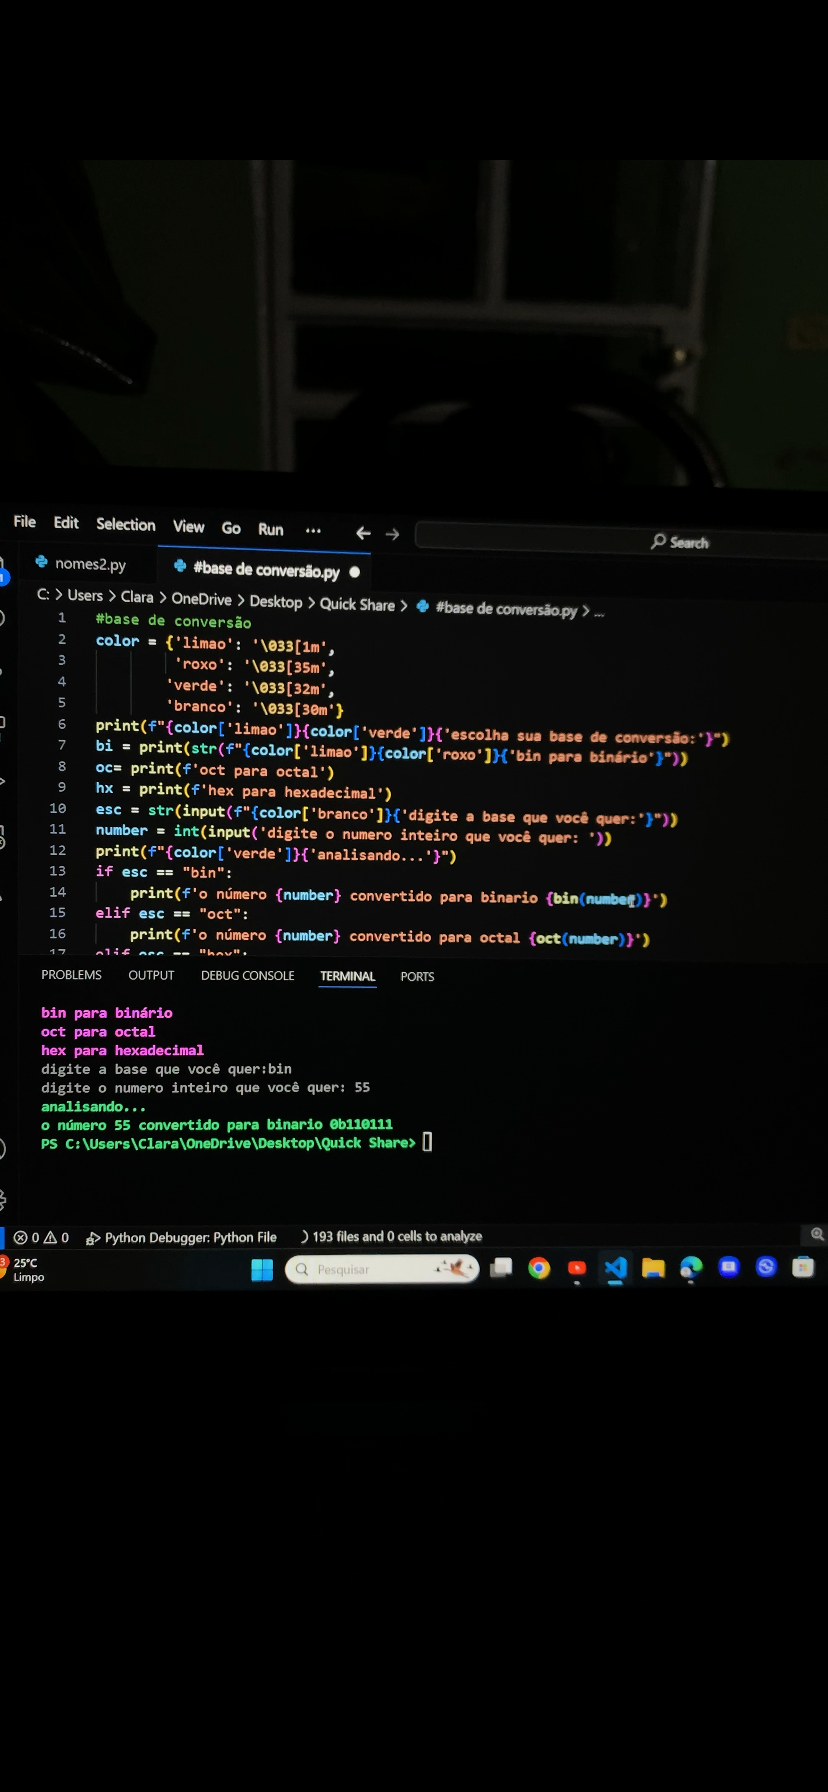 File Edit Selection View Go Run ... Search
nomes2.py #base de conversão.py
C: > Users > Clara > OneDrive > Desktop > Quick Share > #base de conversão.py > ...
1 #base de conversão
2 color = {'limao': '\033[1m',
3 'roxo': '\033[35m',
4 'verde': '\033[32m',
5 'branco': '\033[30m'}
6 print(f"{color['limao']}{color['verde']}{'escolha sua base de conversão:'}")
7 bi = print(str(f"{color['limao']}{color['roxo']}{'bin para binário'}"))
8 oc= print(f'oct para octal')
9 hx = print(f'hex para hexadecimal')
10 esc = str(input(f"{color['branco']}{'digite a base que você quer:'}"))
11 number = int(input('digite o numero inteiro que você quer: '))
12 print(f"{color['verde']}{'analisando...'}")
13 if esc == "bin":
14 print(f'o número {number} convertido para binario {bin(number)}')
15 elif esc == "oct":
16 print(f'o número {number} convertido para octal {oct(number)}')
17 elif esc == "hex":
PROBLEMS OUTPUT DEBUG CONSOLE TERMINAL PORTS
bin para binário
oct para octal
hex para hexadecimal
digite a base que você quer:bin
digite o numero inteiro que você quer: 55
analisando...
o número 55 convertido para binario 0b110111
PS C:\Users\Clara\OneDrive\Desktop\Quick Share>
0 0 Python Debugger: Python File 193 files and 0 cells to analyze
3 25°C
Limpo
Pesquisar